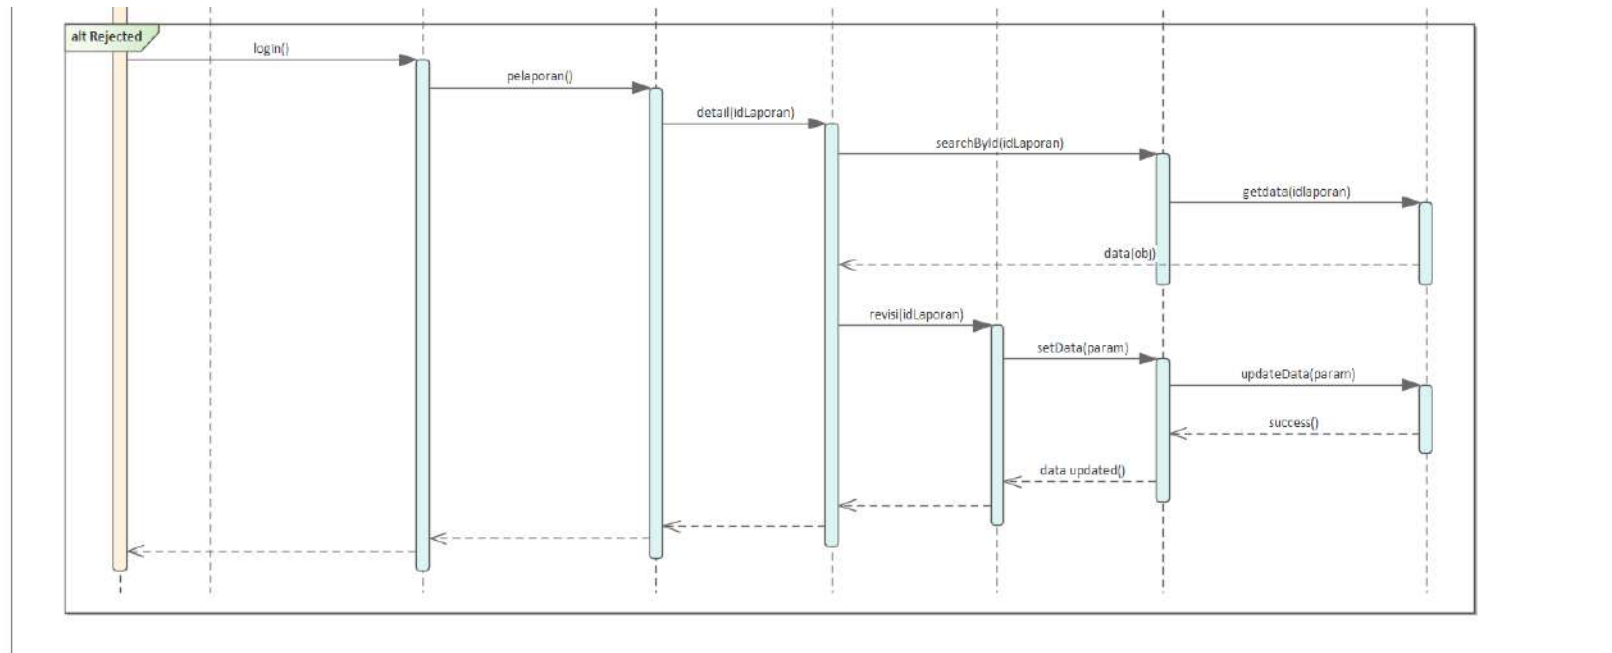 alt Rejected
login()
pelaporan()
detail(idLaporan)
searchById(idLaporan)
getdata(idlaporan)
data(obj)
revisi(idLaporan)
setData(param)
updateData(param)
success()
data updated()